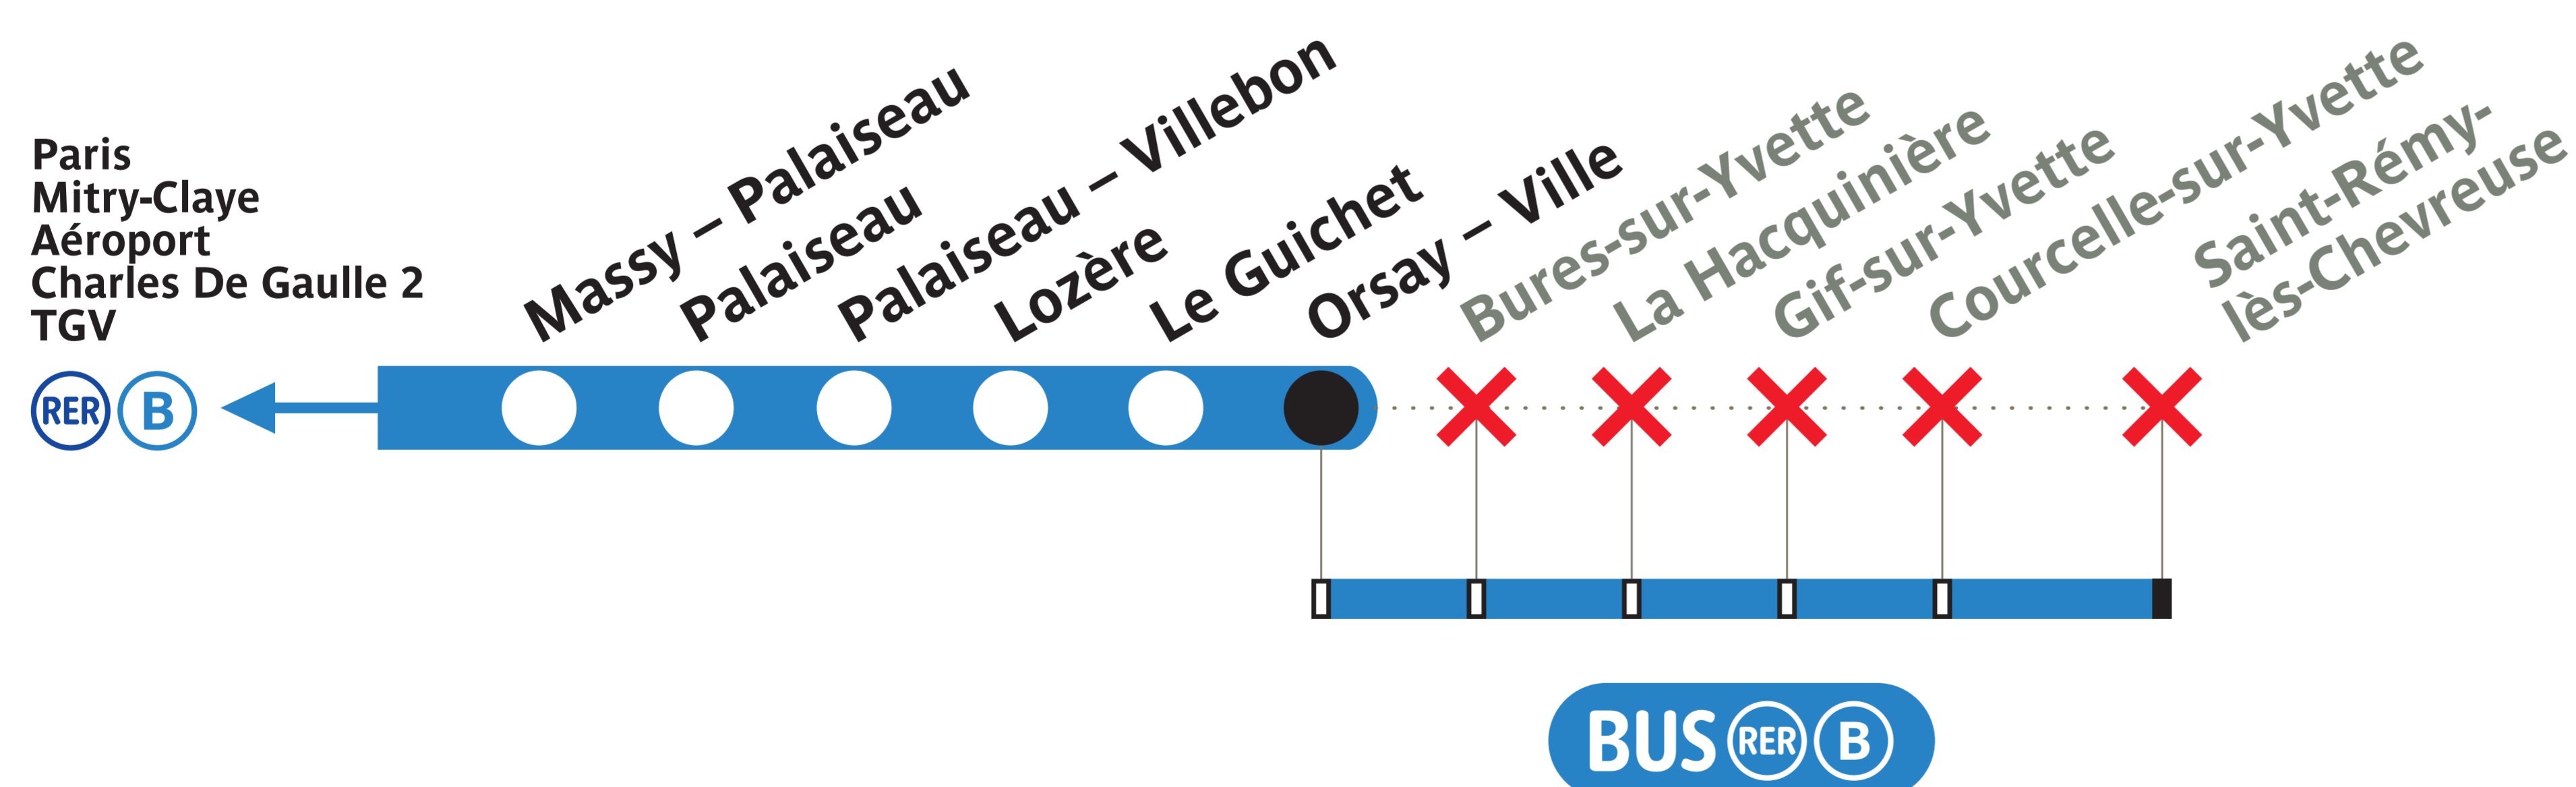 Paris
Mitry-Claye
Aéroport
Charles De Gaulle 2
TGV
RER B
Massy – Palaiseau
Palaiseau
Palaiseau – Villebon
Lozère
Le Guichet
Orsay – Ville
Bures-sur-Yvette
La Hacquinière
Gif-sur-Yvette
Courcelle-sur-Yvette
Saint-Rémy-
lès-Chevreuse
BUS RER B